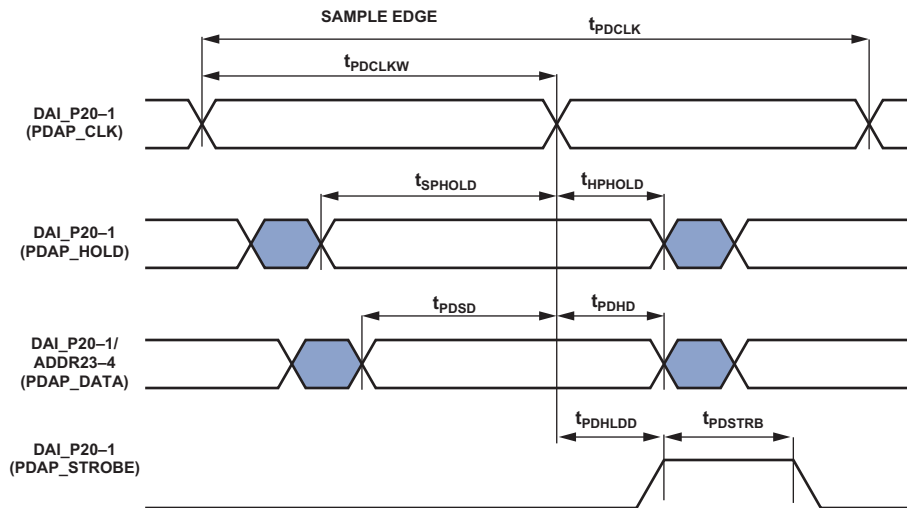 SAMPLE EDGE
tPDCLK
tPDCLKW
DAI_P20–1
(PDAP_CLK)
tSPHOLD
tHPHOLD
DAI_P20–1
(PDAP_HOLD)
tPDSD
tPDHD
DAI_P20–1/
ADDR23–4
(PDAP_DATA)
tPDHLDD
tPDSTRB
DAI_P20–1
(PDAP_STROBE)